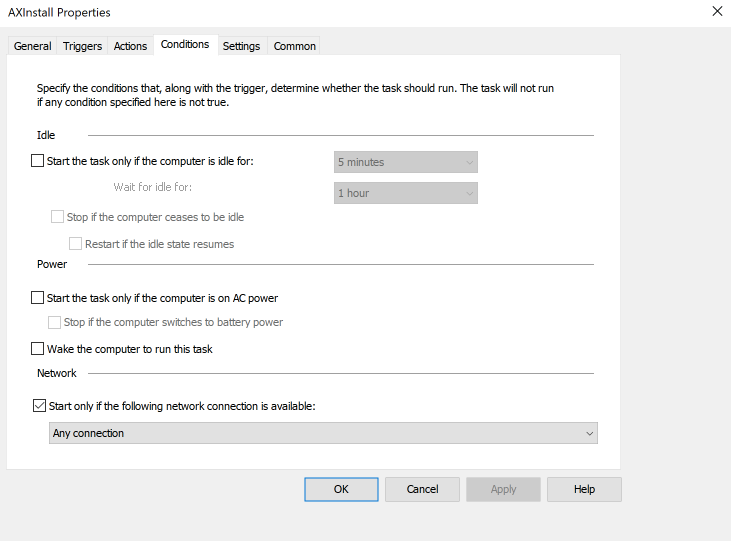 AXInstall Properties
General Triggers Actions Conditions Settings Common
Specify the conditions that, along with the trigger, determine whether the task should run. The task will not run
if any condition specified here is not true.
Idle
Start the task only if the computer is idle for: 5 minutes
Wait for idle for: 1 hour
Stop if the computer ceases to be idle
Restart if the idle state resumes
Power
Start the task only if the computer is on AC power
Stop if the computer switches to battery power
Wake the computer to run this task
Network
Start only if the following network connection is available:
Any connection
OK Cancel Apply Help